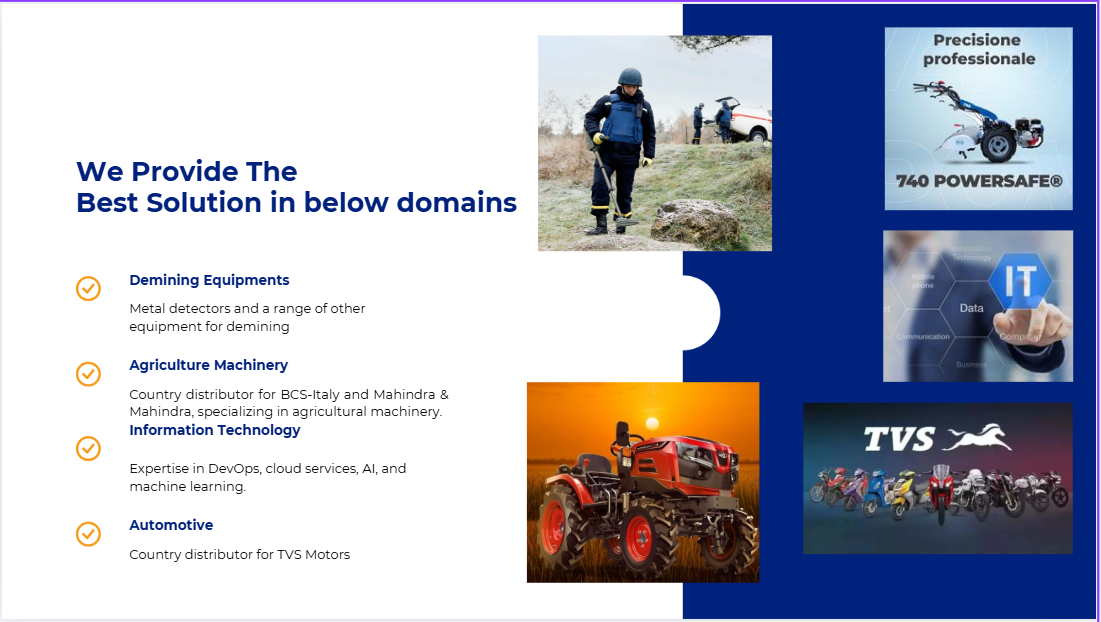 We Provide The
Best Solution in below domains
Demining Equipments
Metal detectors and a range of other
equipment for demining
Agriculture Machinery
Country distributor for BCS-Italy and Mahindra &
Mahindra, specializing in agricultural machinery.
Information Technology
Expertise in DevOps, cloud services, AI, and
machine learning.
Automotive
Country distributor for TVS Motors
Precisione
professionale
740 POWERSAFE®
Technology
Mobile
phone
IT
Data
Communication
Business
TVS